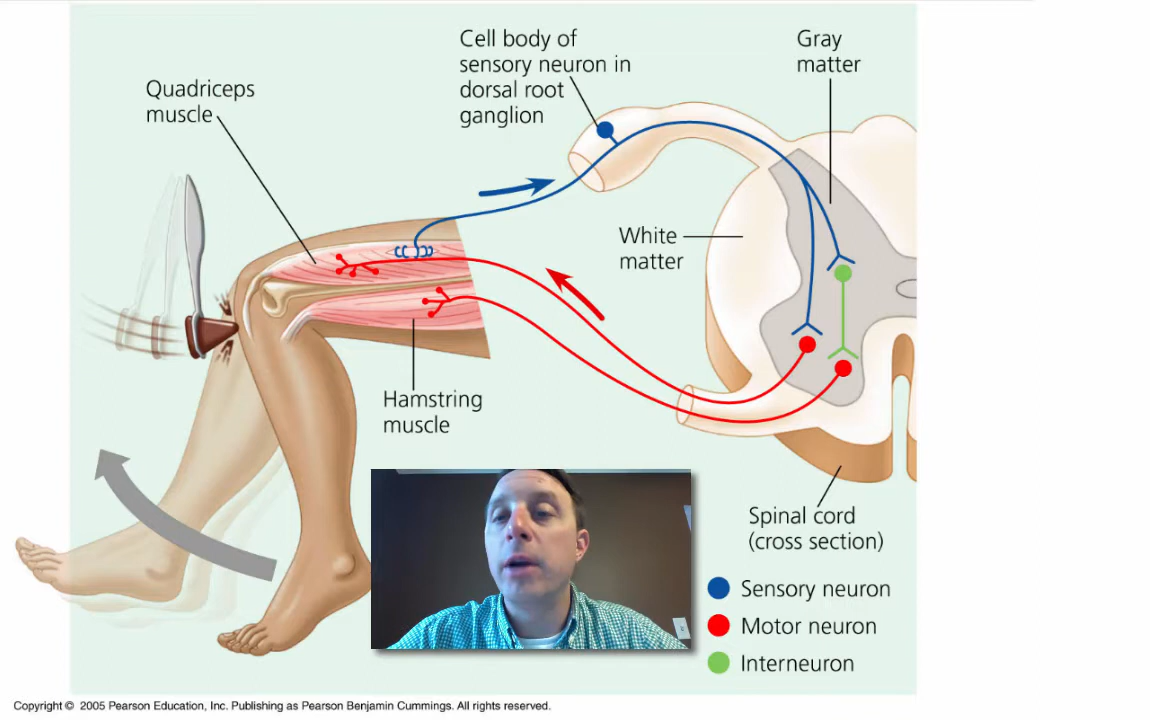 Cell body of
sensory neuron in
dorsal root
ganglion
Gray
matter
Quadriceps
muscle
White
matter
Hamstring
muscle
Spinal cord
(cross section)
Sensory neuron
Motor neuron
Interneuron
Copyright © 2005 Pearson Education, Inc. Publishing as Pearson Benjamin Cummings. All rights reserved.